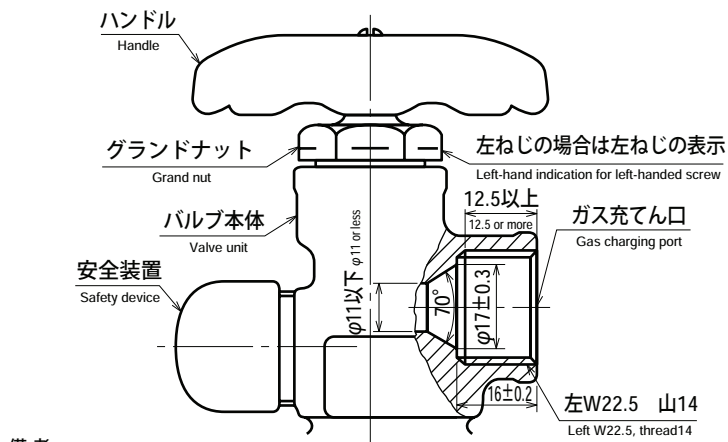 ハンドル
Handle
グランドナット
Grand nut
左ねじの場合は左ねじの表示
Left-hand indication for left-handed screw
12.5以上
12.5 or more
バルブ本体
Valve unit
ガス充てん口
Gas charging port
安全装置
Safety device
φ11以下 φ11 or less
70°
φ17±0.3
16±0.2
左W22.5 山14
Left W22.5, thread14